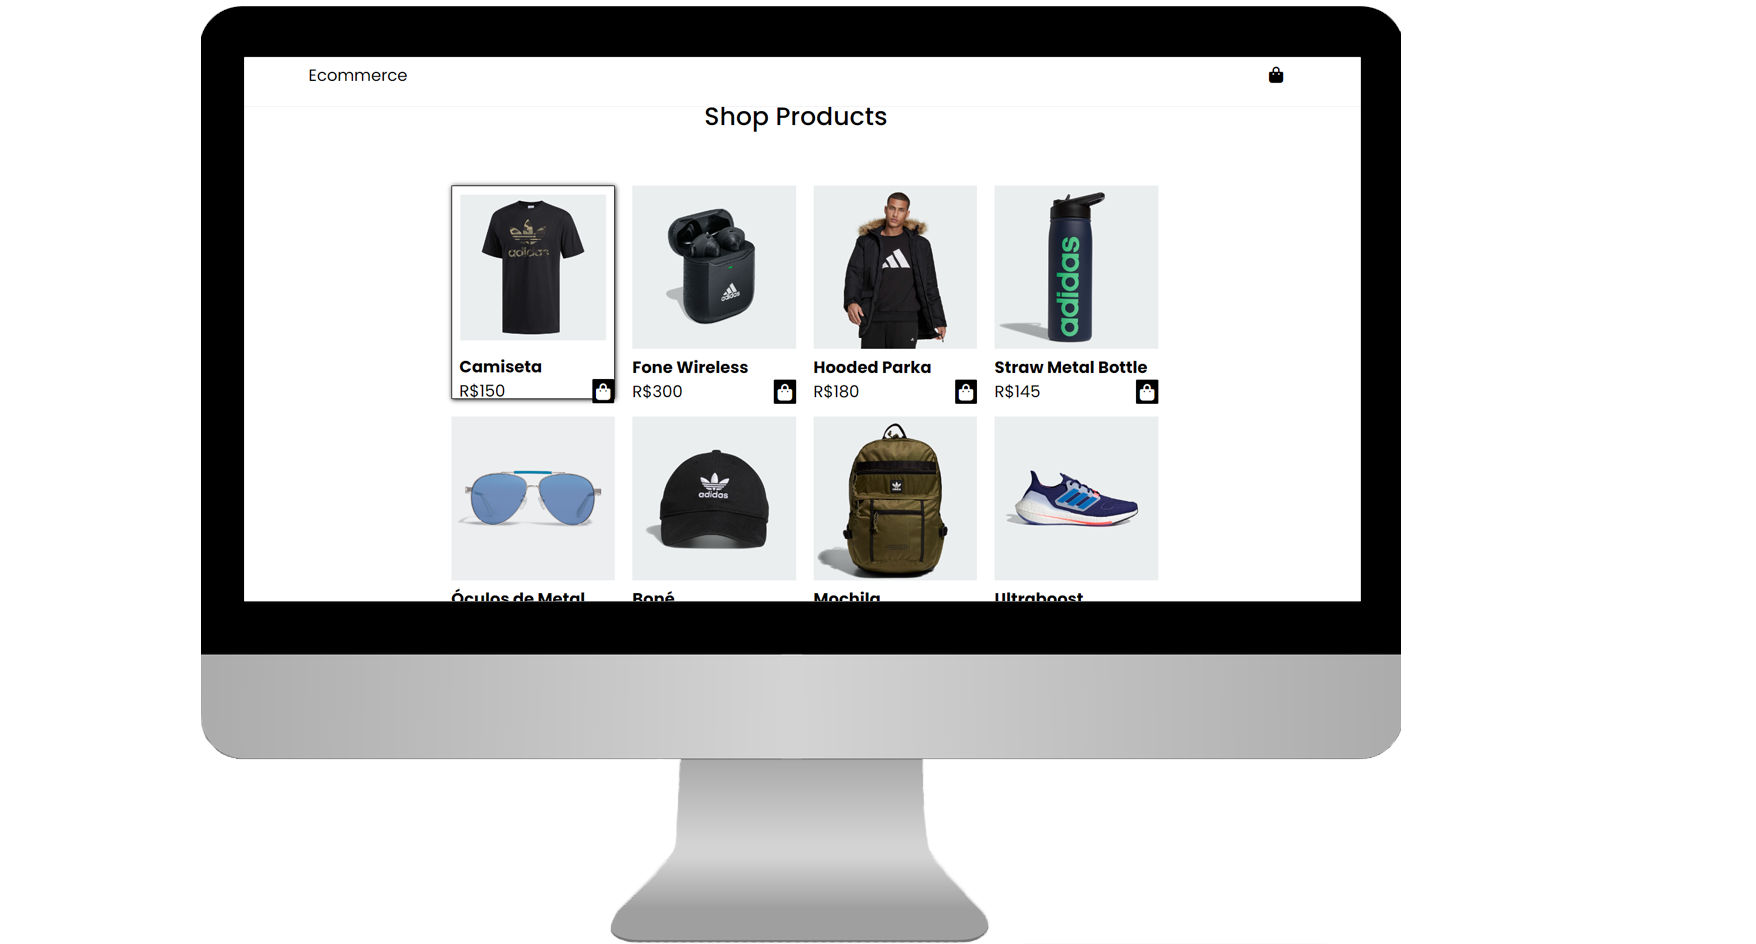 Ecommerce
Shop Products
adidas
adidas
adidas
Camiseta
Fone Wireless
Hooded Parka
Straw Metal Bottle
R$150
R$300
R$180
R$145
adidas
Óculos de Metal
Boné
Mochila
Ultraboost